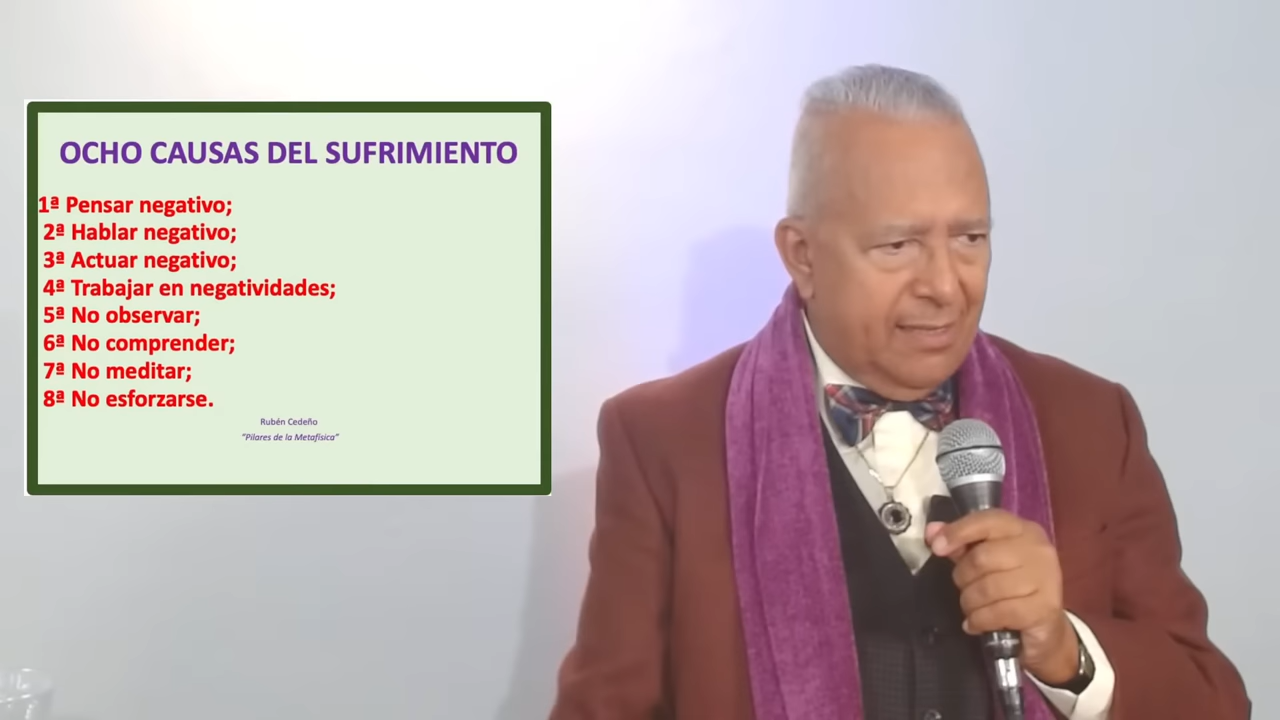 OCHO CAUSAS DEL SUFRIMIENTO
1ª Pensar negativo;
2ª Hablar negativo;
3ª Actuar negativo;
4ª Trabajar en negatividades;
5ª No observar;
6ª No comprender;
7ª No meditar;
8ª No esforzarse.
Rubén Cedeño
“Pilares de la Metafísica”